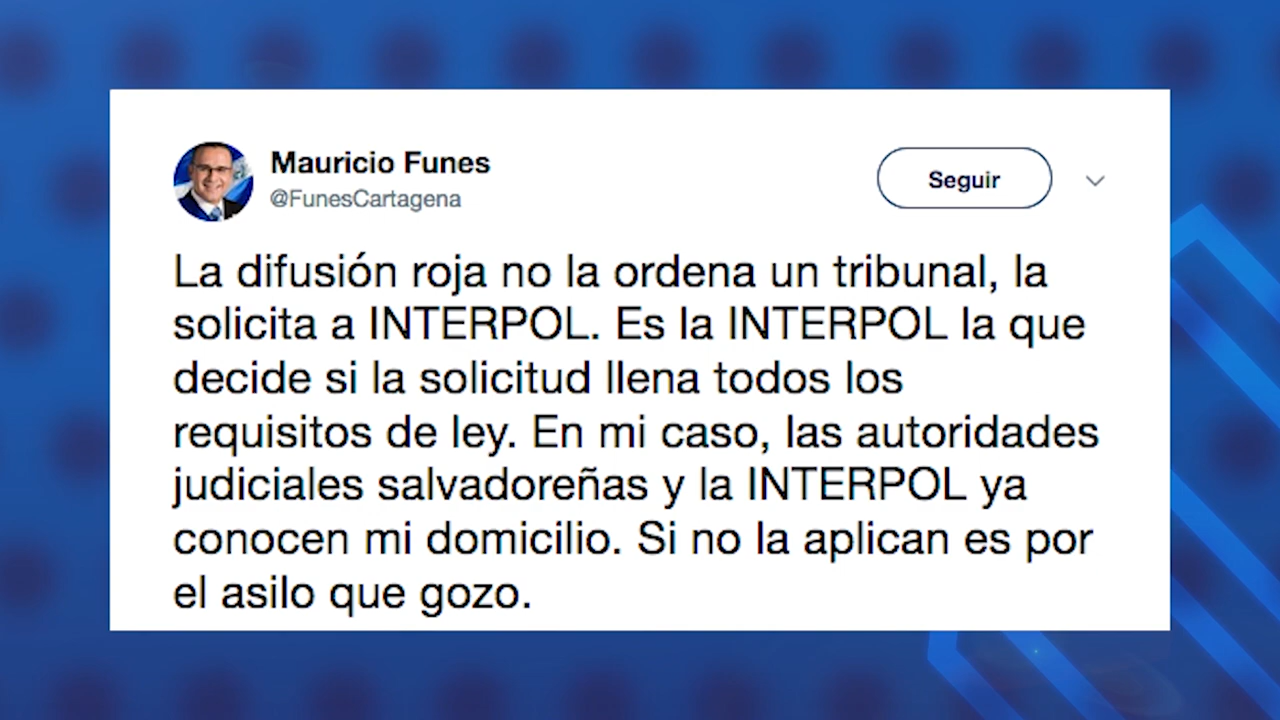 Mauricio Funes
@FunesCartagena
Seguir
La difusión roja no la ordena un tribunal, la
solicita a INTERPOL. Es la INTERPOL la que
decide si la solicitud llena todos los
requisitos de ley. En mi caso, las autoridades
judiciales salvadoreñas y la INTERPOL ya
conocen mi domicilio. Si no la aplican es por
el asilo que gozo.